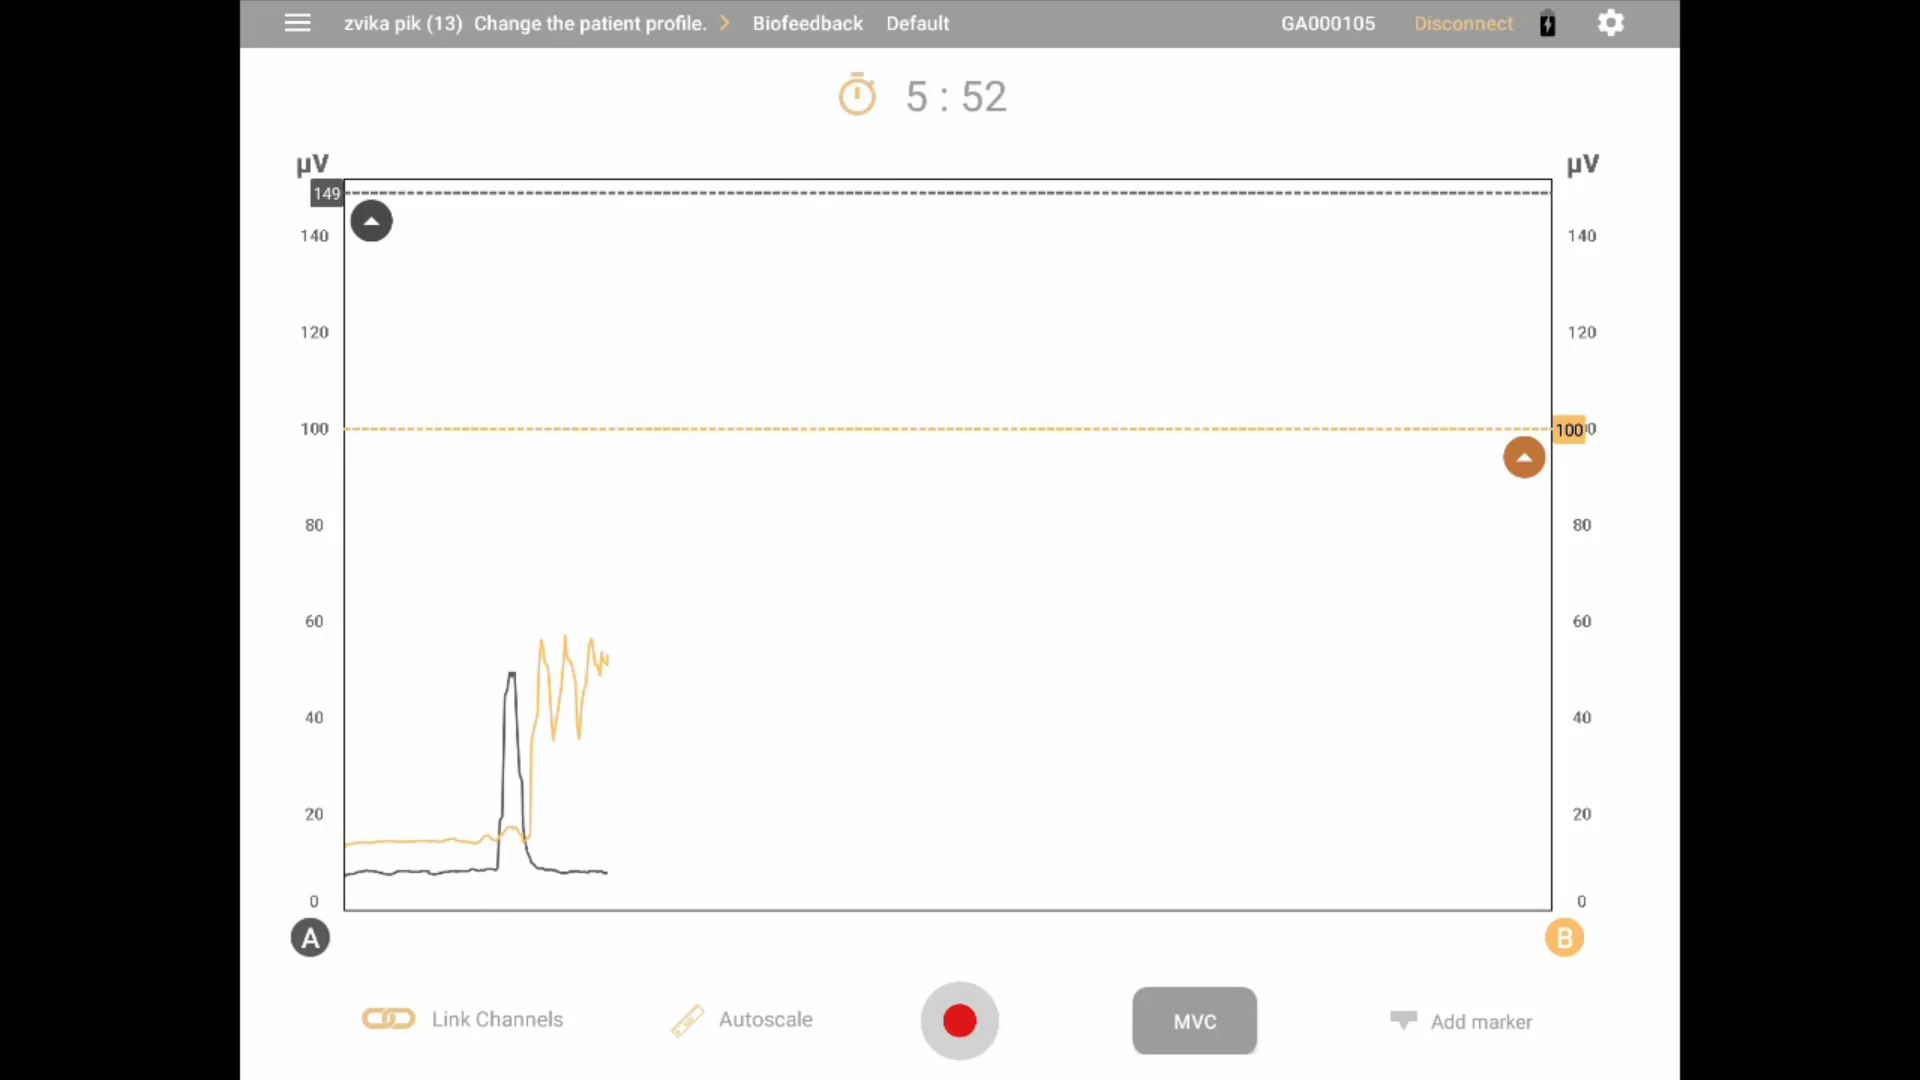 zvika pik (13) Change the patient profile. Biofeedback Default GA000105 Disconnect
5 : 52
µV µV
149
140 140
120 120
100 100
80 80
60 60
40 40
20 20
0 0
A B
Link Channels Autoscale MVC Add marker